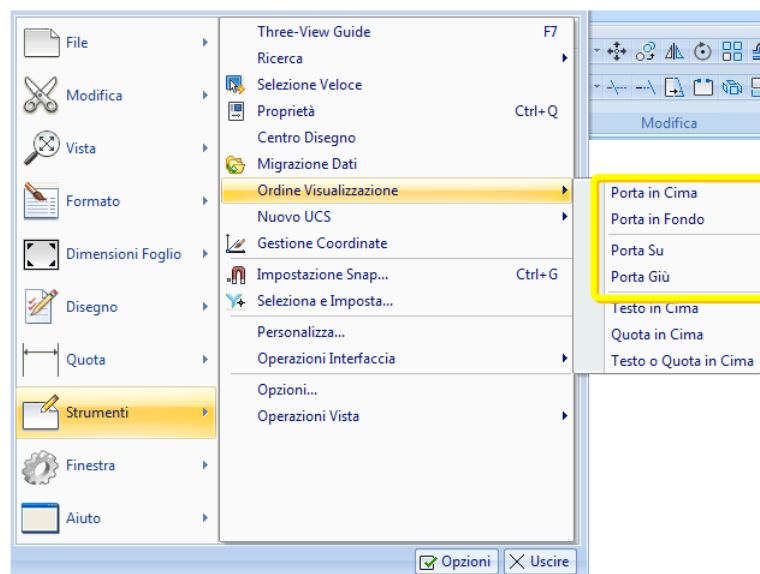 File
Modifica
Vista
Formato
Dimensioni Foglio
Disegno
Quota
Strumenti
Finestra
Aiuto
Three-View Guide F7
Ricerca
Selezione Veloce
Proprietà Ctrl+Q
Centro Disegno
Migrazione Dati
Ordine Visualizzazione
Nuovo UCS
Gestione Coordinate
Impostazione Snap... Ctrl+G
Seleziona e Imposta...
Personalizza...
Operazioni Interfaccia
Opzioni...
Operazioni Vista
Modifica
Porta in Cima
Porta in Fondo
Porta Su
Porta Giù
Testo in Cima
Quota in Cima
Testo o Quota in Cima
Opzioni
Uscire